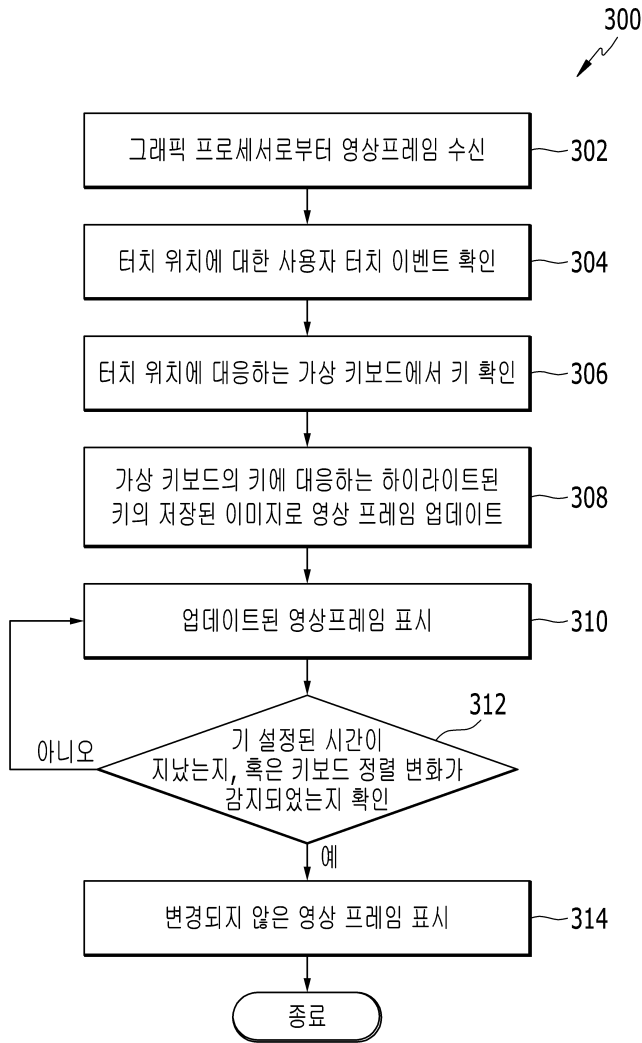 300
그래픽 프로세서로부터 영상프레임 수신
302
터치 위치에 대한 사용자 터치 이벤트 확인
304
터치 위치에 대응하는 가상 키보드에서 키 확인
306
가상 키보드의 키에 대응하는 하이라이트된
키의 저장된 이미지로 영상 프레임 업데이트
308
업데이트된 영상프레임 표시
310
312
기 설정된 시간이
지났는지, 혹은 키보드 정렬 변화가
감지되었는지 확인
아니오
예
변경되지 않은 영상 프레임 표시
314
종료